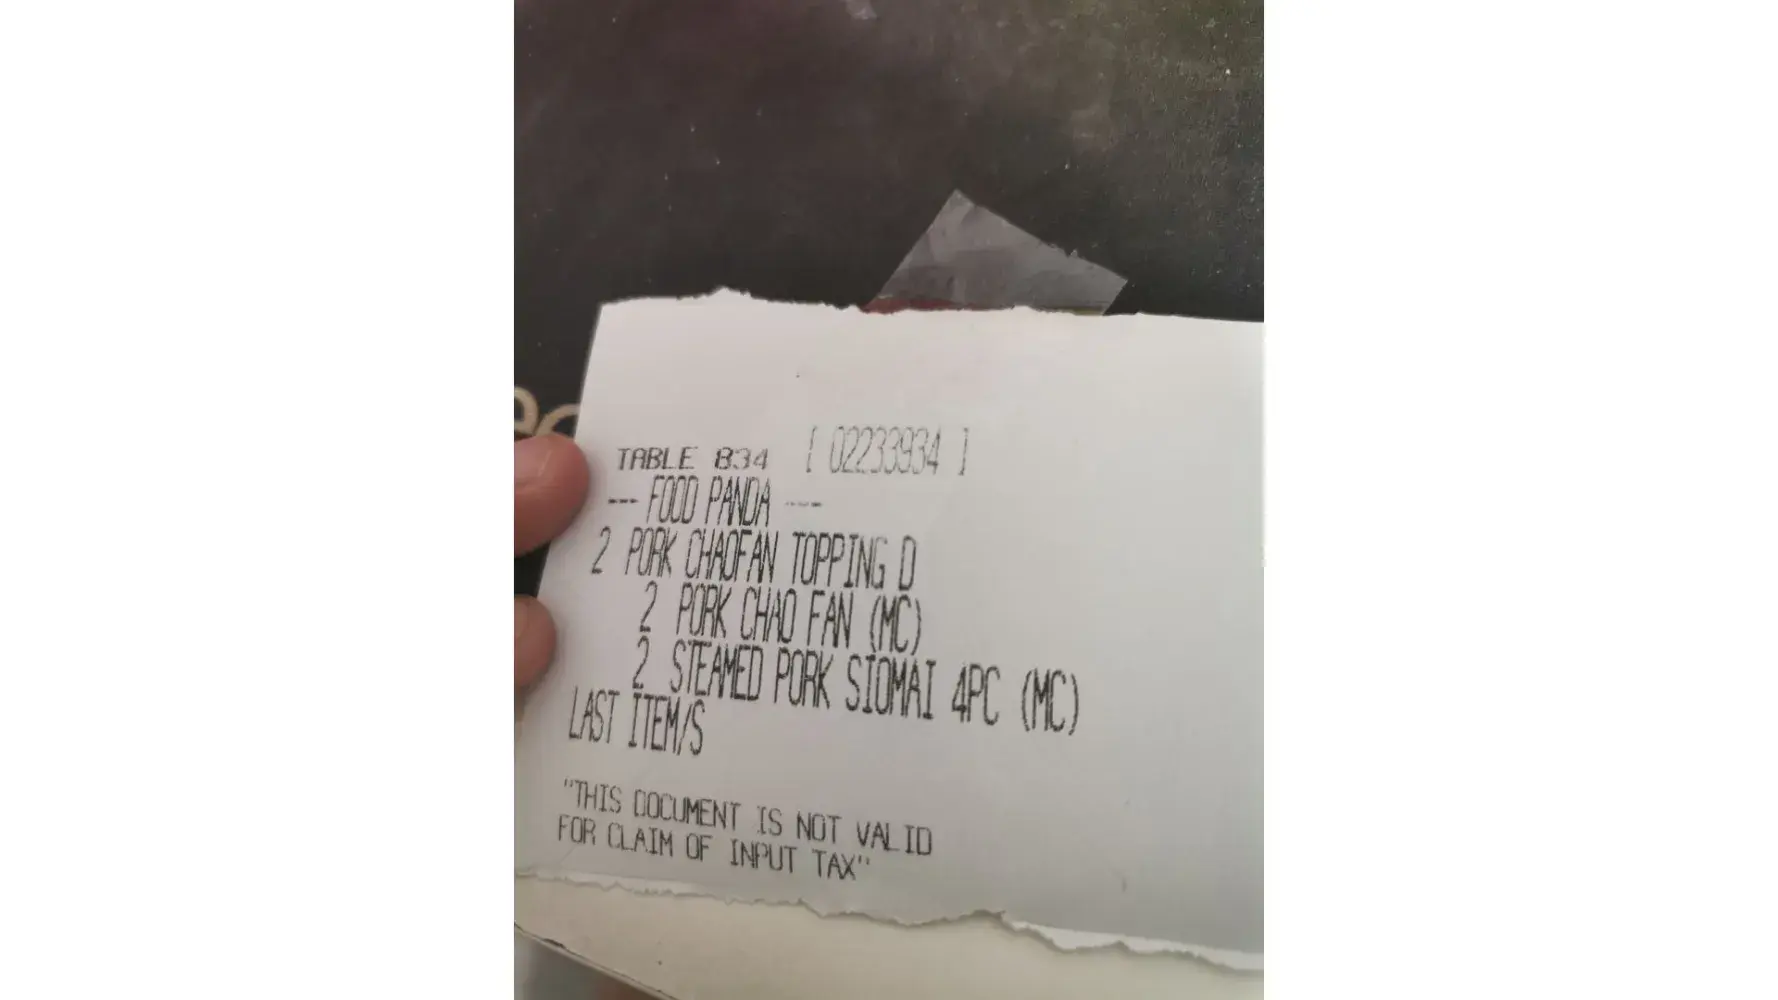 TABLE 834 [ 02233934 ]
--- FOOD PANDA ---
2 PORK CHAOFAN TOPPING D
2 PORK CHAO FAN (MC)
2 STEAMED PORK SIOMAI 4PC (MC)
LAST ITEM/S
"THIS DOCUMENT IS NOT VALID
FOR CLAIM OF INPUT TAX"